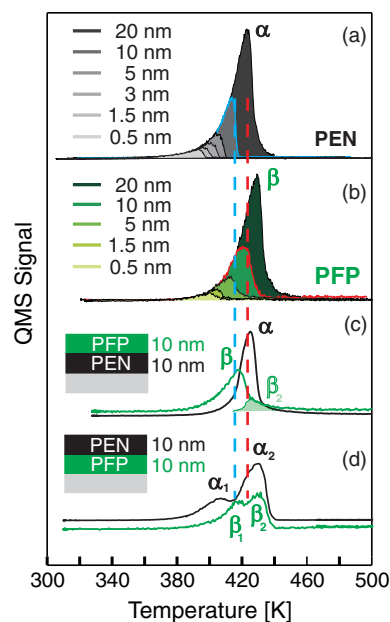 20 nm
10 nm
5 nm
3 nm
1.5 nm
0.5 nm
α
(a)
PEN
20 nm
10 nm
5 nm
1.5 nm
0.5 nm
β
(b)
PFP
QMS Signal
PFP 10 nm
PEN 10 nm
β
α
β2
(c)
PEN 10 nm
PFP 10 nm
α1
α2
β1
β2
(d)
300 340 380 420 460 500
Temperature [K]